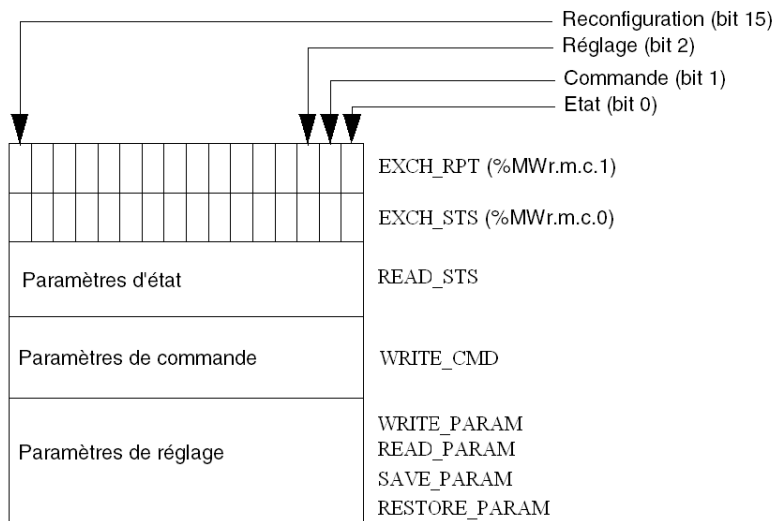 Reconfiguration (bit 15)
Réglage (bit 2)
Commande (bit 1)
Etat (bit 0)
EXCH_RPT (%MWr.m.c.1)
EXCH_STS (%MWr.m.c.0)
Paramètres d'état
READ_STS
Paramètres de commande
WRITE_CMD
Paramètres de réglage
WRITE_PARAM
READ_PARAM
SAVE_PARAM
RESTORE_PARAM